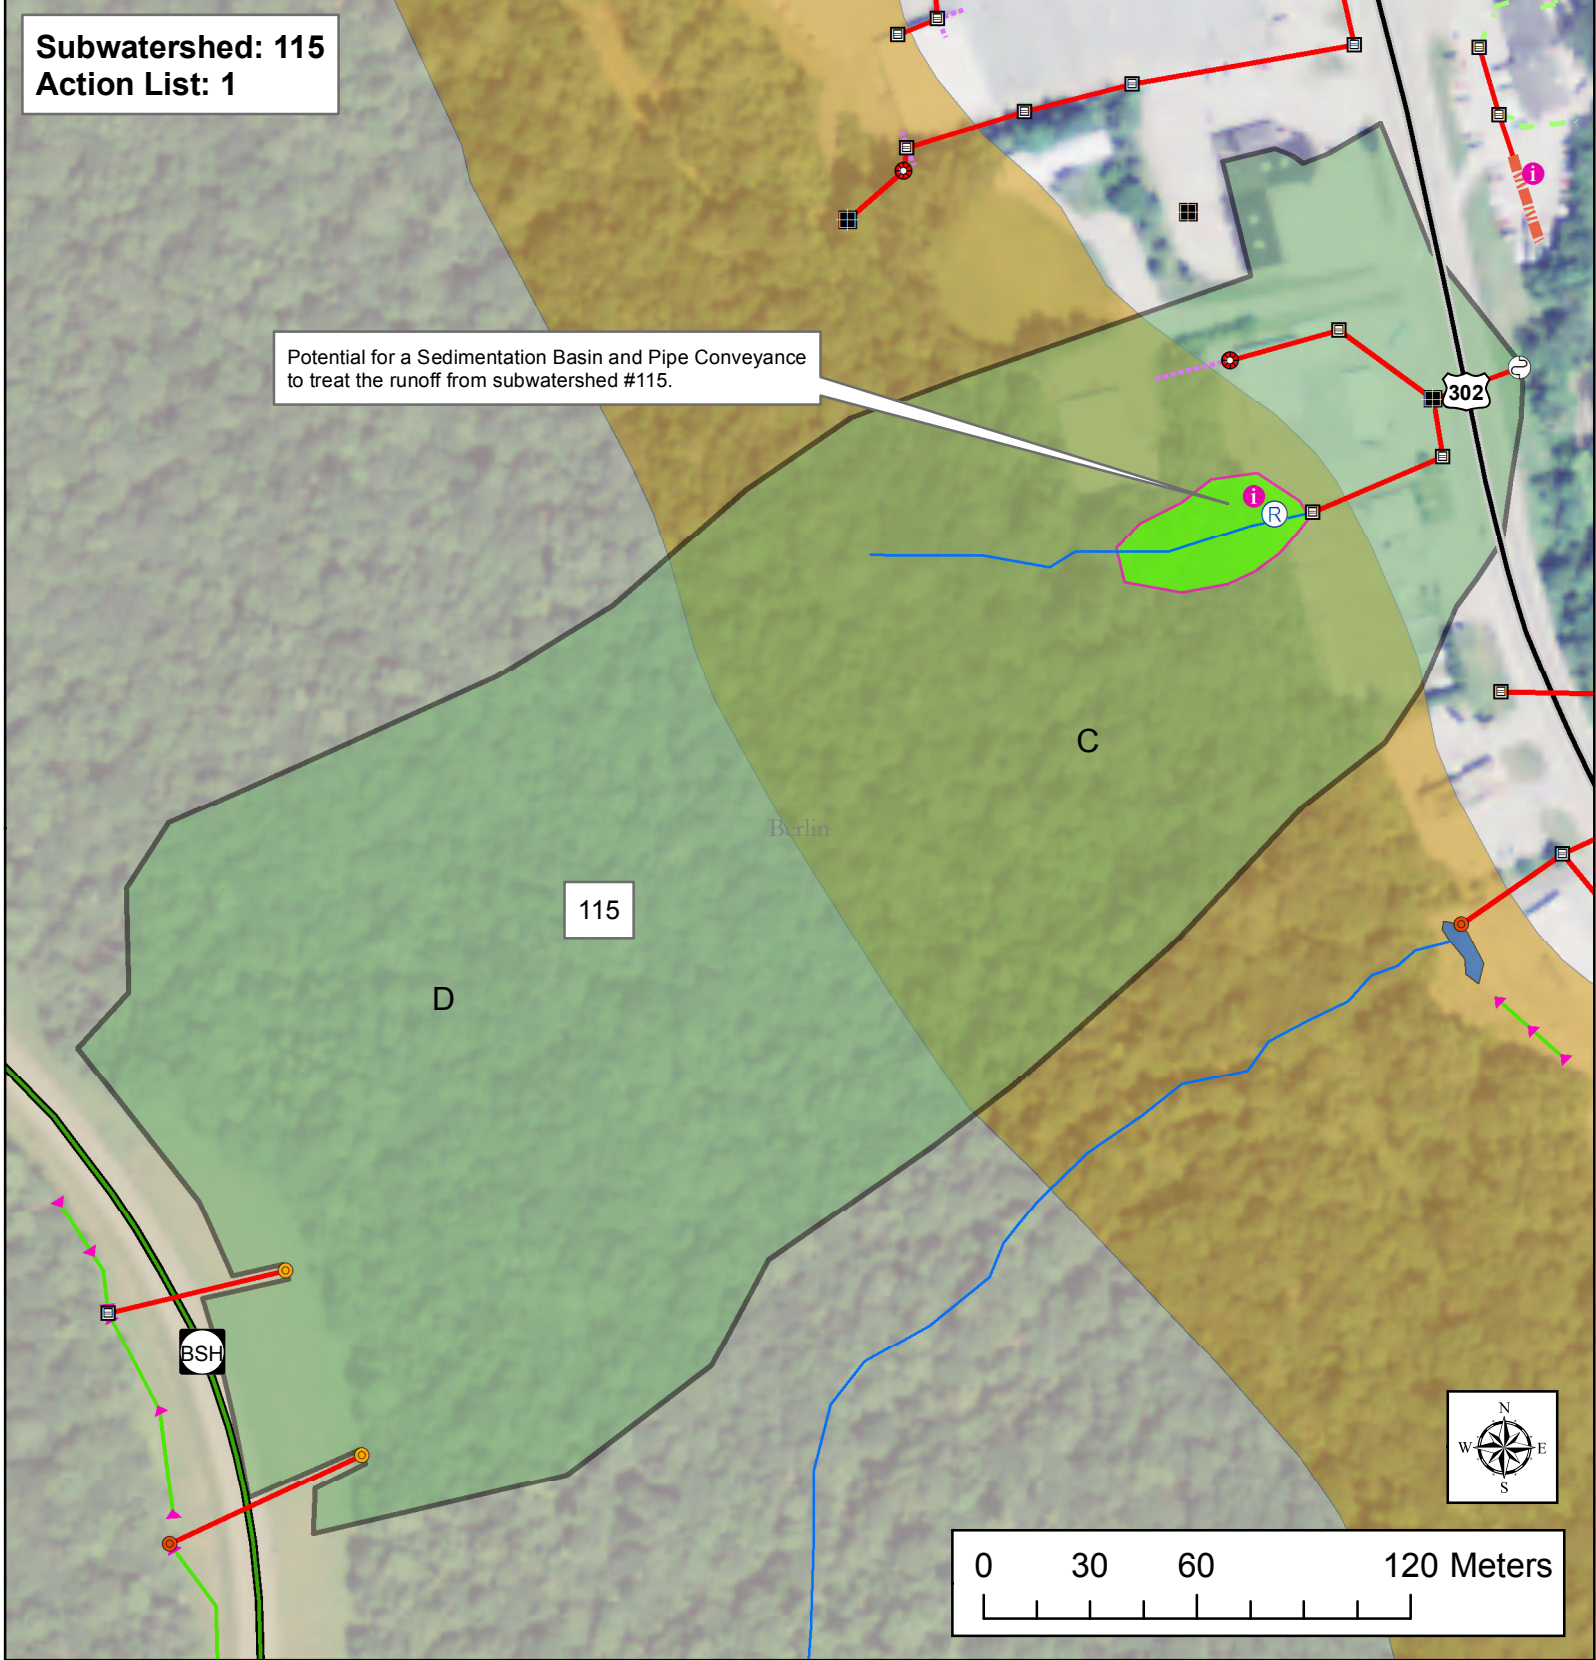 Subwatershed: 115
Action List: 1
i
Potential for a Sedimentation Basin and Pipe Conveyance
to treat the runoff from subwatershed #115.
302
i
R
C
Berlin
115
D
BSH
N
W E
S
0 30 60 120 Meters